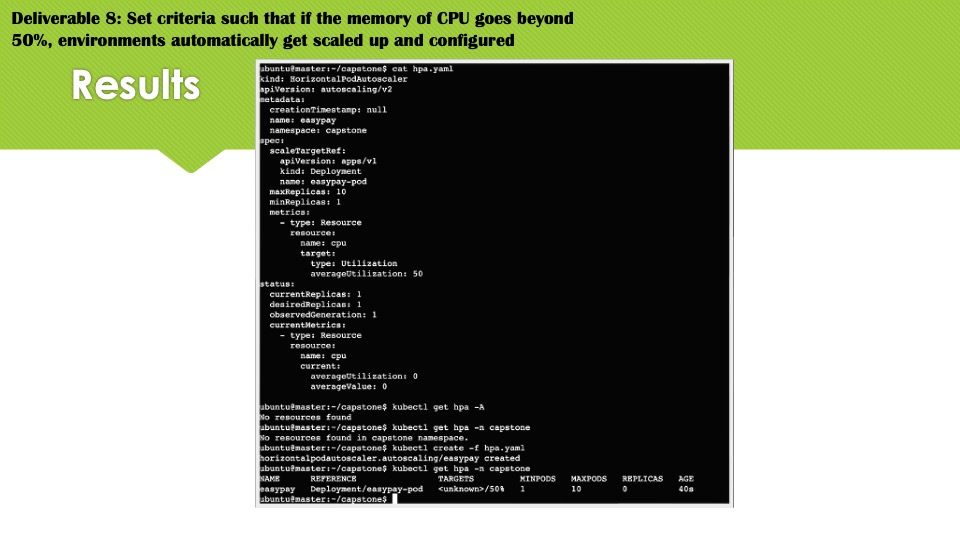 Deliverable 8: Set criteria such that if the memory of CPU goes beyond
50%, environments automatically get scaled up and configured
Results
ubuntu@master:~/capstone$ cat hpa.yaml
kind: HorizontalPodAutoscaler
apiVersion: autoscaling/v2
metadata:
  creationTimestamp: null
  name: easypay
  namespace: capstone
spec:
  scaleTargetRef:
    apiVersion: apps/v1
    kind: Deployment
    name: easypay-pod
  maxReplicas: 10
  minReplicas: 1
  metrics:
    - type: Resource
      resource:
        name: cpu
        target:
          type: Utilization
          averageUtilization: 50
status:
  currentReplicas: 1
  desiredReplicas: 1
  observedGeneration: 1
  currentMetrics:
    - type: Resource
      resource:
        name: cpu
        current:
          averageUtilization: 0
          averageValue: 0
ubuntu@master:~/capstone$ kubectl get hpa -A
No resources found
ubuntu@master:~/capstone$ kubectl get hpa -n capstone
No resources found in capstone namespace.
ubuntu@master:~/capstone$ kubectl create -f hpa.yaml
horizontalpodautoscaler.autoscaling/easypay created
ubuntu@master:~/capstone$ kubectl get hpa -n capstone
NAME REFERENCE TARGETS MINPODS MAXPODS REPLICAS AGE
easypay Deployment/easypay-pod <unknown>/50% 1 10 0 40s
ubuntu@master:~/capstone$